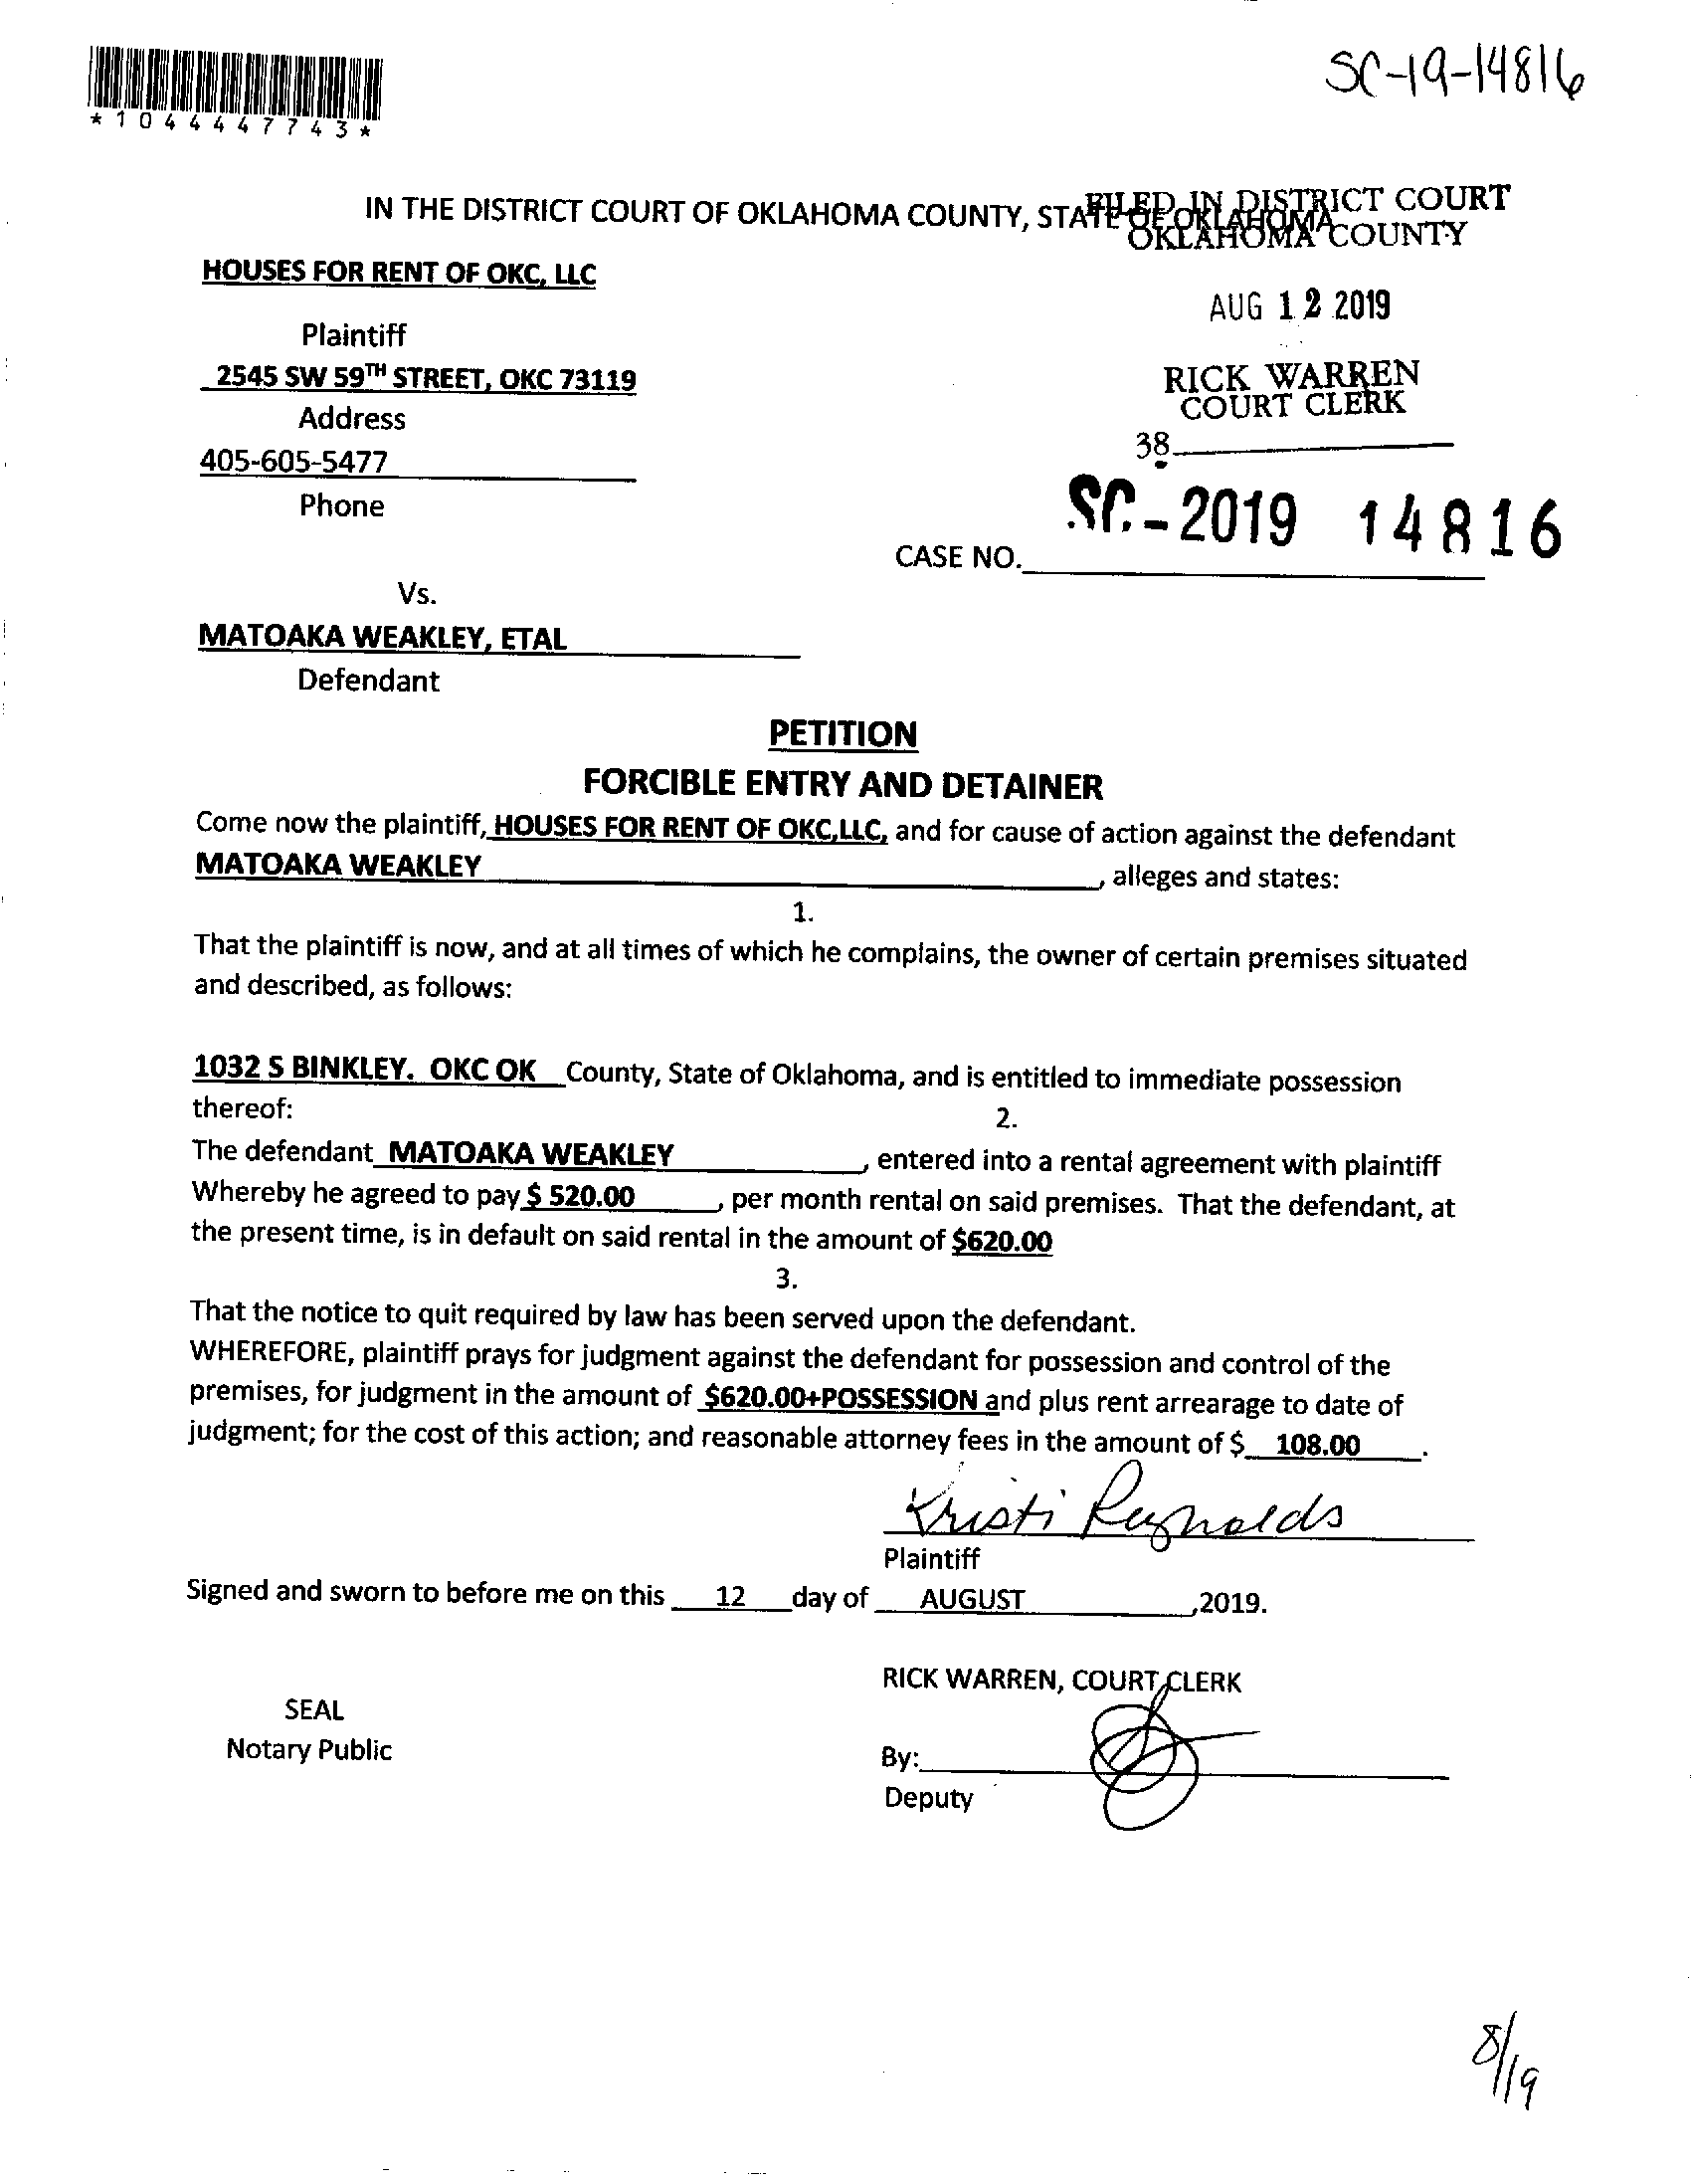 SC-19-14816
*1044447743*
IN THE DISTRICT COURT OF OKLAHOMA COUNTY, STATE OF OKLAHOMA
FILED IN DISTRICT COURT
OKLAHOMA COUNTY
HOUSES FOR RENT OF OKC, LLC
AUG 12 2019
Plaintiff
2545 SW 59TH STREET, OKC 73119
RICK WARREN
COURT CLERK
Address
38
405-605-5477
Phone
SC-2019 14816
CASE NO.
Vs.
MATOAKA WEAKLEY, ETAL
Defendant
PETITION
FORCIBLE ENTRY AND DETAINER
Come now the plaintiff, HOUSES FOR RENT OF OKC,LLC, and for cause of action against the defendant
MATOAKA WEAKLEY, alleges and states:
1.
That the plaintiff is now, and at all times of which he complains, the owner of certain premises situated
and described, as follows:
1032 S BINKLEY. OKC OK County, State of Oklahoma, and is entitled to immediate possession
thereof:
2.
The defendant MATOAKA WEAKLEY, entered into a rental agreement with plaintiff
Whereby he agreed to pay $ 520.00, per month rental on said premises. That the defendant, at
the present time, is in default on said rental in the amount of $620.00
3.
That the notice to quit required by law has been served upon the defendant.
WHEREFORE, plaintiff prays for judgment against the defendant for possession and control of the
premises, for judgment in the amount of $620.00+POSSESSION and plus rent arrearage to date of
judgment; for the cost of this action; and reasonable attorney fees in the amount of $ 108.00.
Kristi Reynolds
Plaintiff
Signed and sworn to before me on this 12 day of AUGUST,2019.
RICK WARREN, COURT CLERK
SEAL
Notary Public
By:
Deputy
8/19